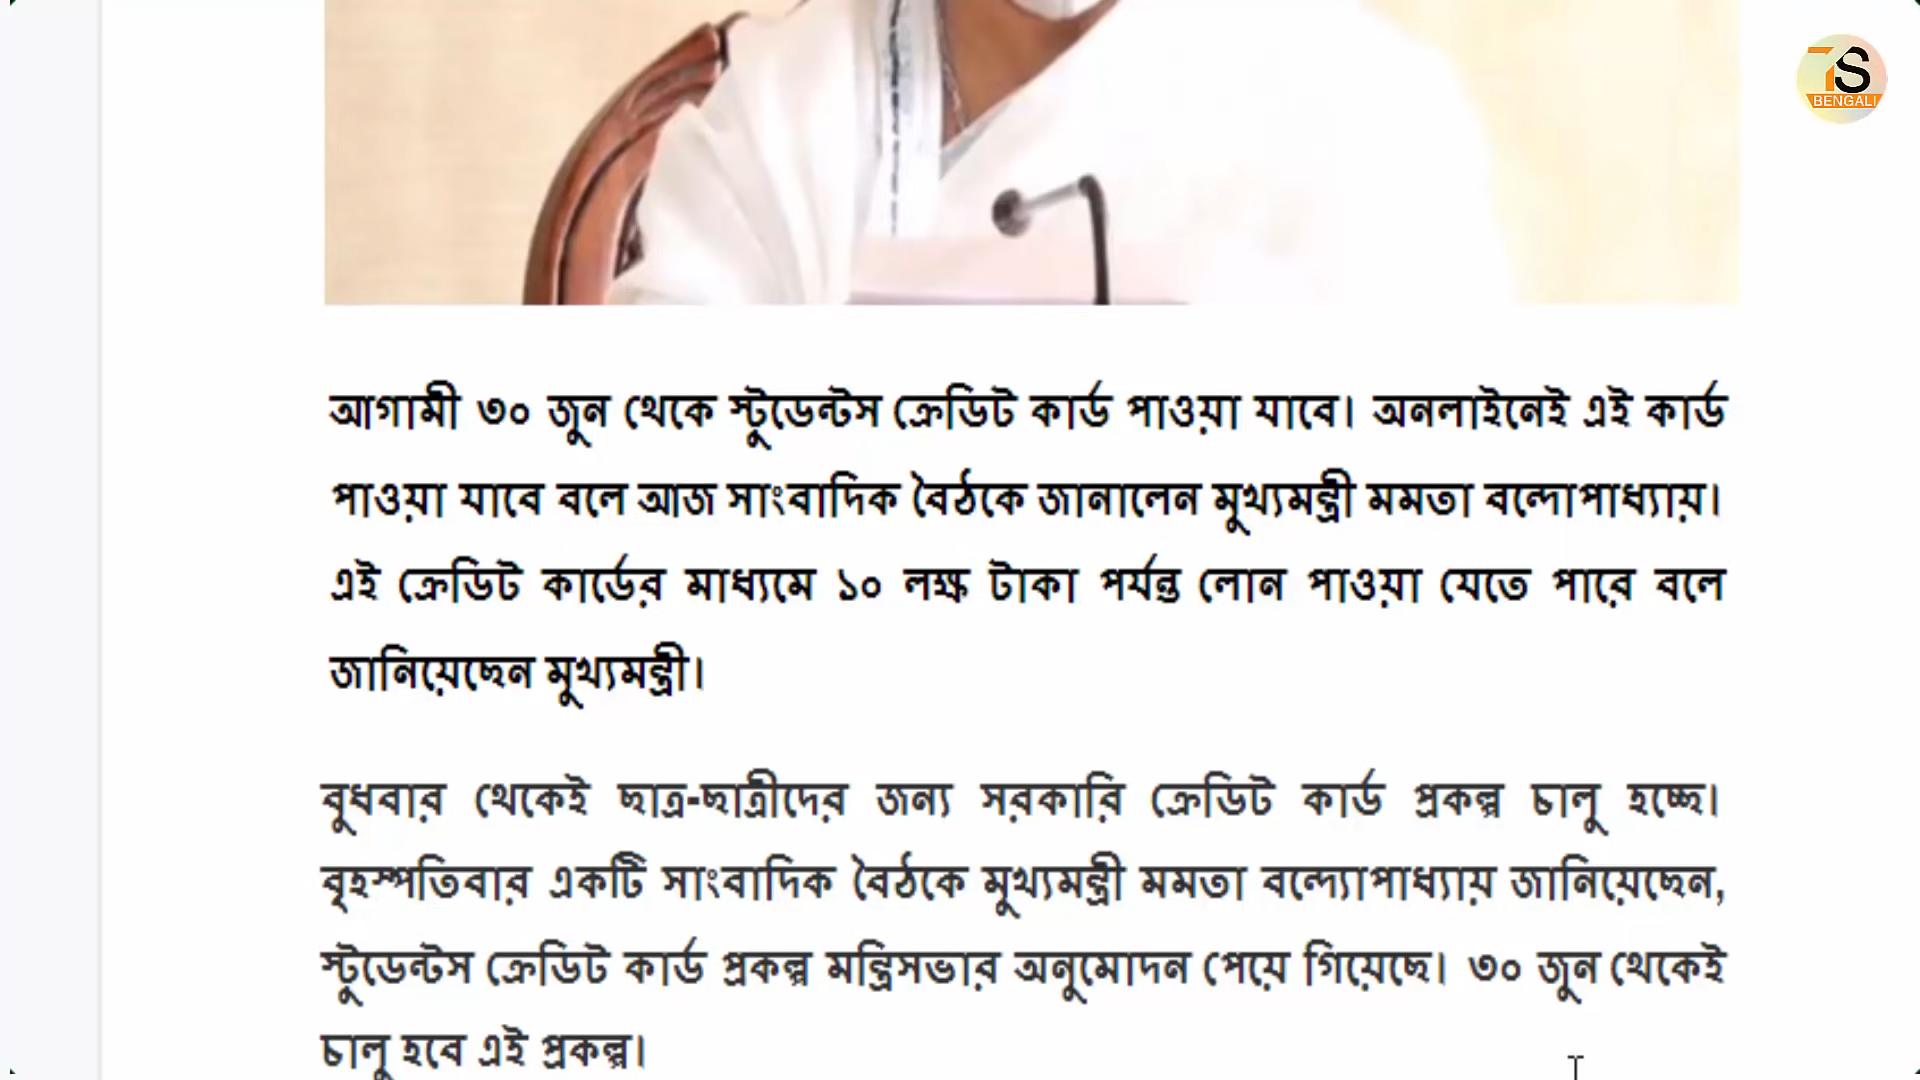 7S
BENGALI
আগামী ৩০ জুন থেকে স্টুডেন্টস ক্রেডিট কার্ড পাওয়া যাবে। অনলাইনেই এই কার্ড
পাওয়া যাবে বলে আজ সাংবাদিক বৈঠকে জানালেন মুখ্যমন্ত্রী মমতা বন্দোপাধ্যায়।
এই ক্রেডিট কার্ডের মাধ্যমে ১০ লক্ষ টাকা পর্যন্ত লোন পাওয়া যেতে পারে বলে
জানিয়েছেন মুখ্যমন্ত্রী।
বুধবার থেকেই ছাত্র-ছাত্রীদের জন্য সরকারি ক্রেডিট কার্ড প্রকল্প চালু হচ্ছে।
বৃহস্পতিবার একটি সাংবাদিক বৈঠকে মুখ্যমন্ত্রী মমতা বন্দ্যোপাধ্যায় জানিয়েছেন,
স্টুডেন্টস ক্রেডিট কার্ড প্রকল্প মন্ত্রিসভার অনুমোদন পেয়ে গিয়েছে। ৩০ জুন থেকেই
চালু হবে এই প্রকল্প।